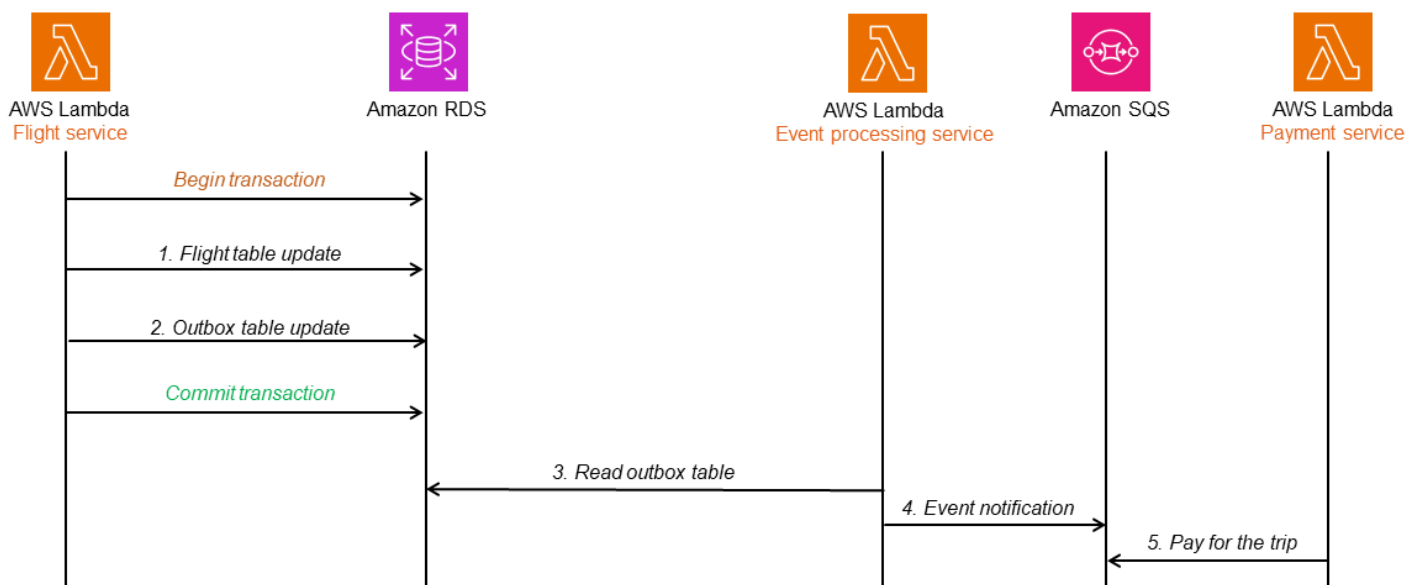 AWS Lambda
Flight service
Amazon RDS
AWS Lambda
Event processing service
Amazon SQS
AWS Lambda
Payment service
Begin transaction
1. Flight table update
2. Outbox table update
Commit transaction
3. Read outbox table
4. Event notification
5. Pay for the trip